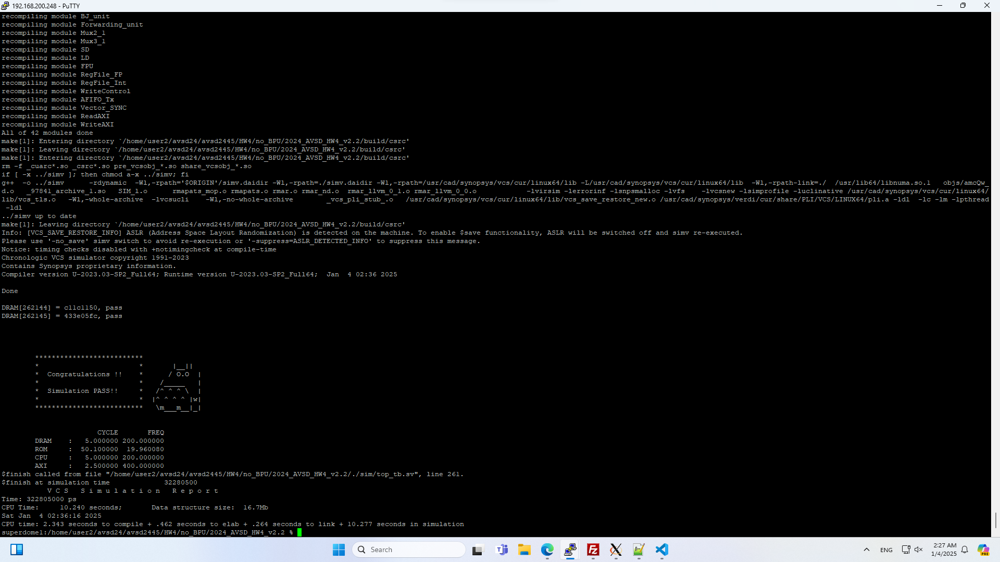 192.168.200.248 - PuTTY
recompiling module BJ_unit
recompiling module Forwarding_unit
recompiling module Mux2_1
recompiling module Mux3_1
recompiling module SD
recompiling module LD
recompiling module FPU
recompiling module RegFile_FP
recompiling module RegFile_Int
recompiling module WriteControl
recompiling module AFIFO_Tx
recompiling module Vector_SYNC
recompiling module ReadAXI
recompiling module WriteAXI
All of 42 modules done
make[1]: Entering directory `/home/user2/avsd24/avsd2445/HW4/no_BPU/2024_AVSD_HW4_v2.2/build/csrc'
make[1]: Leaving directory `/home/user2/avsd24/avsd2445/HW4/no_BPU/2024_AVSD_HW4_v2.2/build/csrc'
make[1]: Entering directory `/home/user2/avsd24/avsd2445/HW4/no_BPU/2024_AVSD_HW4_v2.2/build/csrc'
rm -f _cuarc*.so _csrc*.so pre_vcsobj_*.so share_vcsobj_*.so
if [ -x ../simv ]; then chmod a-x ../simv; fi
g++  -o ../simv      -rdynamic  -Wl,-rpath='$ORIGIN'/simv.daidir -Wl,-rpath=./simv.daidir -Wl,-rpath=/usr/cad/synopsys/vcs/cur/linux64/lib -L/usr/cad/synopsys/vcs/cur/linux64/lib  -Wl,-rpath-link=./  /usr/lib64/libnuma.so.1   objs/amcQw_
d.o   _97841_archive_1.so   SIM_l.o      rmapats_mop.o rmapats.o rmar.o rmar_nd.o  rmar_llvm_0_1.o rmar_llvm_0_0.o            -lvirsim -lerrorinf -lsnpsmalloc -lvfs    -lvcsnew -lsimprofile -luclinative /usr/cad/synopsys/vcs/cur/linux64/
lib/vcs_tls.o   -Wl,-whole-archive  -lvcsucli    -Wl,-no-whole-archive        _vcs_pli_stub_.o   /usr/cad/synopsys/vcs/cur/linux64/lib/vcs_save_restore_new.o /usr/cad/synopsys/verdi/cur/share/PLI/VCS/LINUX64/pli.a -ldl  -lc -lm -lpthread
 -ldl
../simv up to date
make[1]: Leaving directory `/home/user2/avsd24/avsd2445/HW4/no_BPU/2024_AVSD_HW4_v2.2/build/csrc'
Info: [VCS_SAVE_RESTORE_INFO] ASLR (Address Space Layout Randomization) is detected on the machine. To enable $save functionality, ASLR will be switched off and simv re-executed.
Please use '-no_save' simv switch to avoid re-execution or '-suppress=ASLR_DETECTED_INFO' to suppress this message.
Notice: timing checks disabled with +notimingcheck at compile-time
Chronologic VCS simulator copyright 1991-2023
Contains Synopsys proprietary information.
Compiler version U-2023.03-SP2_Full64; Runtime version U-2023.03-SP2_Full64;  Jan  4 02:36 2025
Done
DRAM[262144] = c11c1150, pass
DRAM[262145] = 433e05fc, pass
***************************
*                         *       |__||
*  Congratulations !!    *      / O.O  |
*                         *    /_____   |
*  Simulation PASS!!     *   /^ ^ ^ \  |
*                         *  |^ ^ ^ ^ |w|
***************************   \m___m__|_|
CYCLE       FREQ
DRAM    :   5.000000 200.000000
ROM     :  50.100000  19.960080
CPU     :   5.000000 200.000000
AXI     :   2.500000 400.000000
$finish called from file "/home/user2/avsd24/avsd2445/HW4/no_BPU/2024_AVSD_HW4_v2.2/./sim/top_tb.sv", line 261.
$finish at simulation time             32280500
V C S   S i m u l a t i o n   R e p o r t
Time: 322805000 ps
CPU Time:     10.240 seconds;       Data structure size:  16.7Mb
Sat Jan  4 02:36:16 2025
CPU time: 2.343 seconds to compile + .462 seconds to elab + .264 seconds to link + 10.277 seconds in simulation
superdome1:/home/user2/avsd24/avsd2445/HW4/no_BPU/2024_AVSD_HW4_v2.2 %
Search
ENG
2:27 AM
1/4/2025